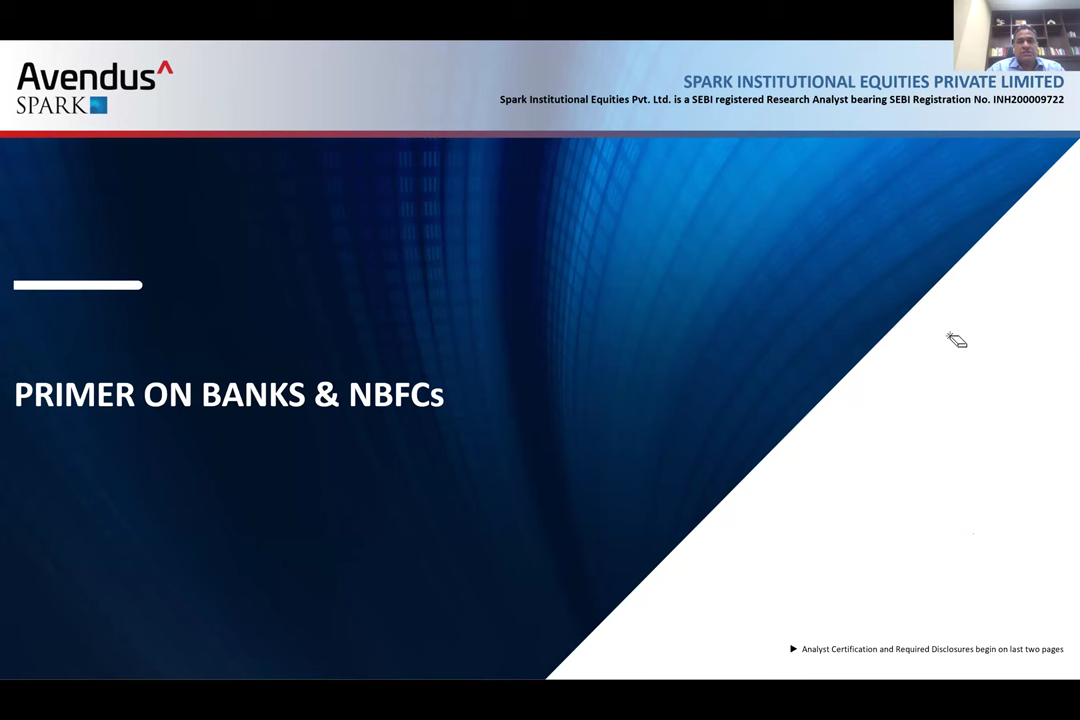 Avendus
SPARK
SPARK INSTITUTIONAL EQUITIES PRIVATE LIMITED
Spark Institutional Equities Pvt. Ltd. is a SEBI registered Research Analyst bearing SEBI Registration No. INH200009722
PRIMER ON BANKS & NBFCs
Analyst Certification and Required Disclosures begin on last two pages